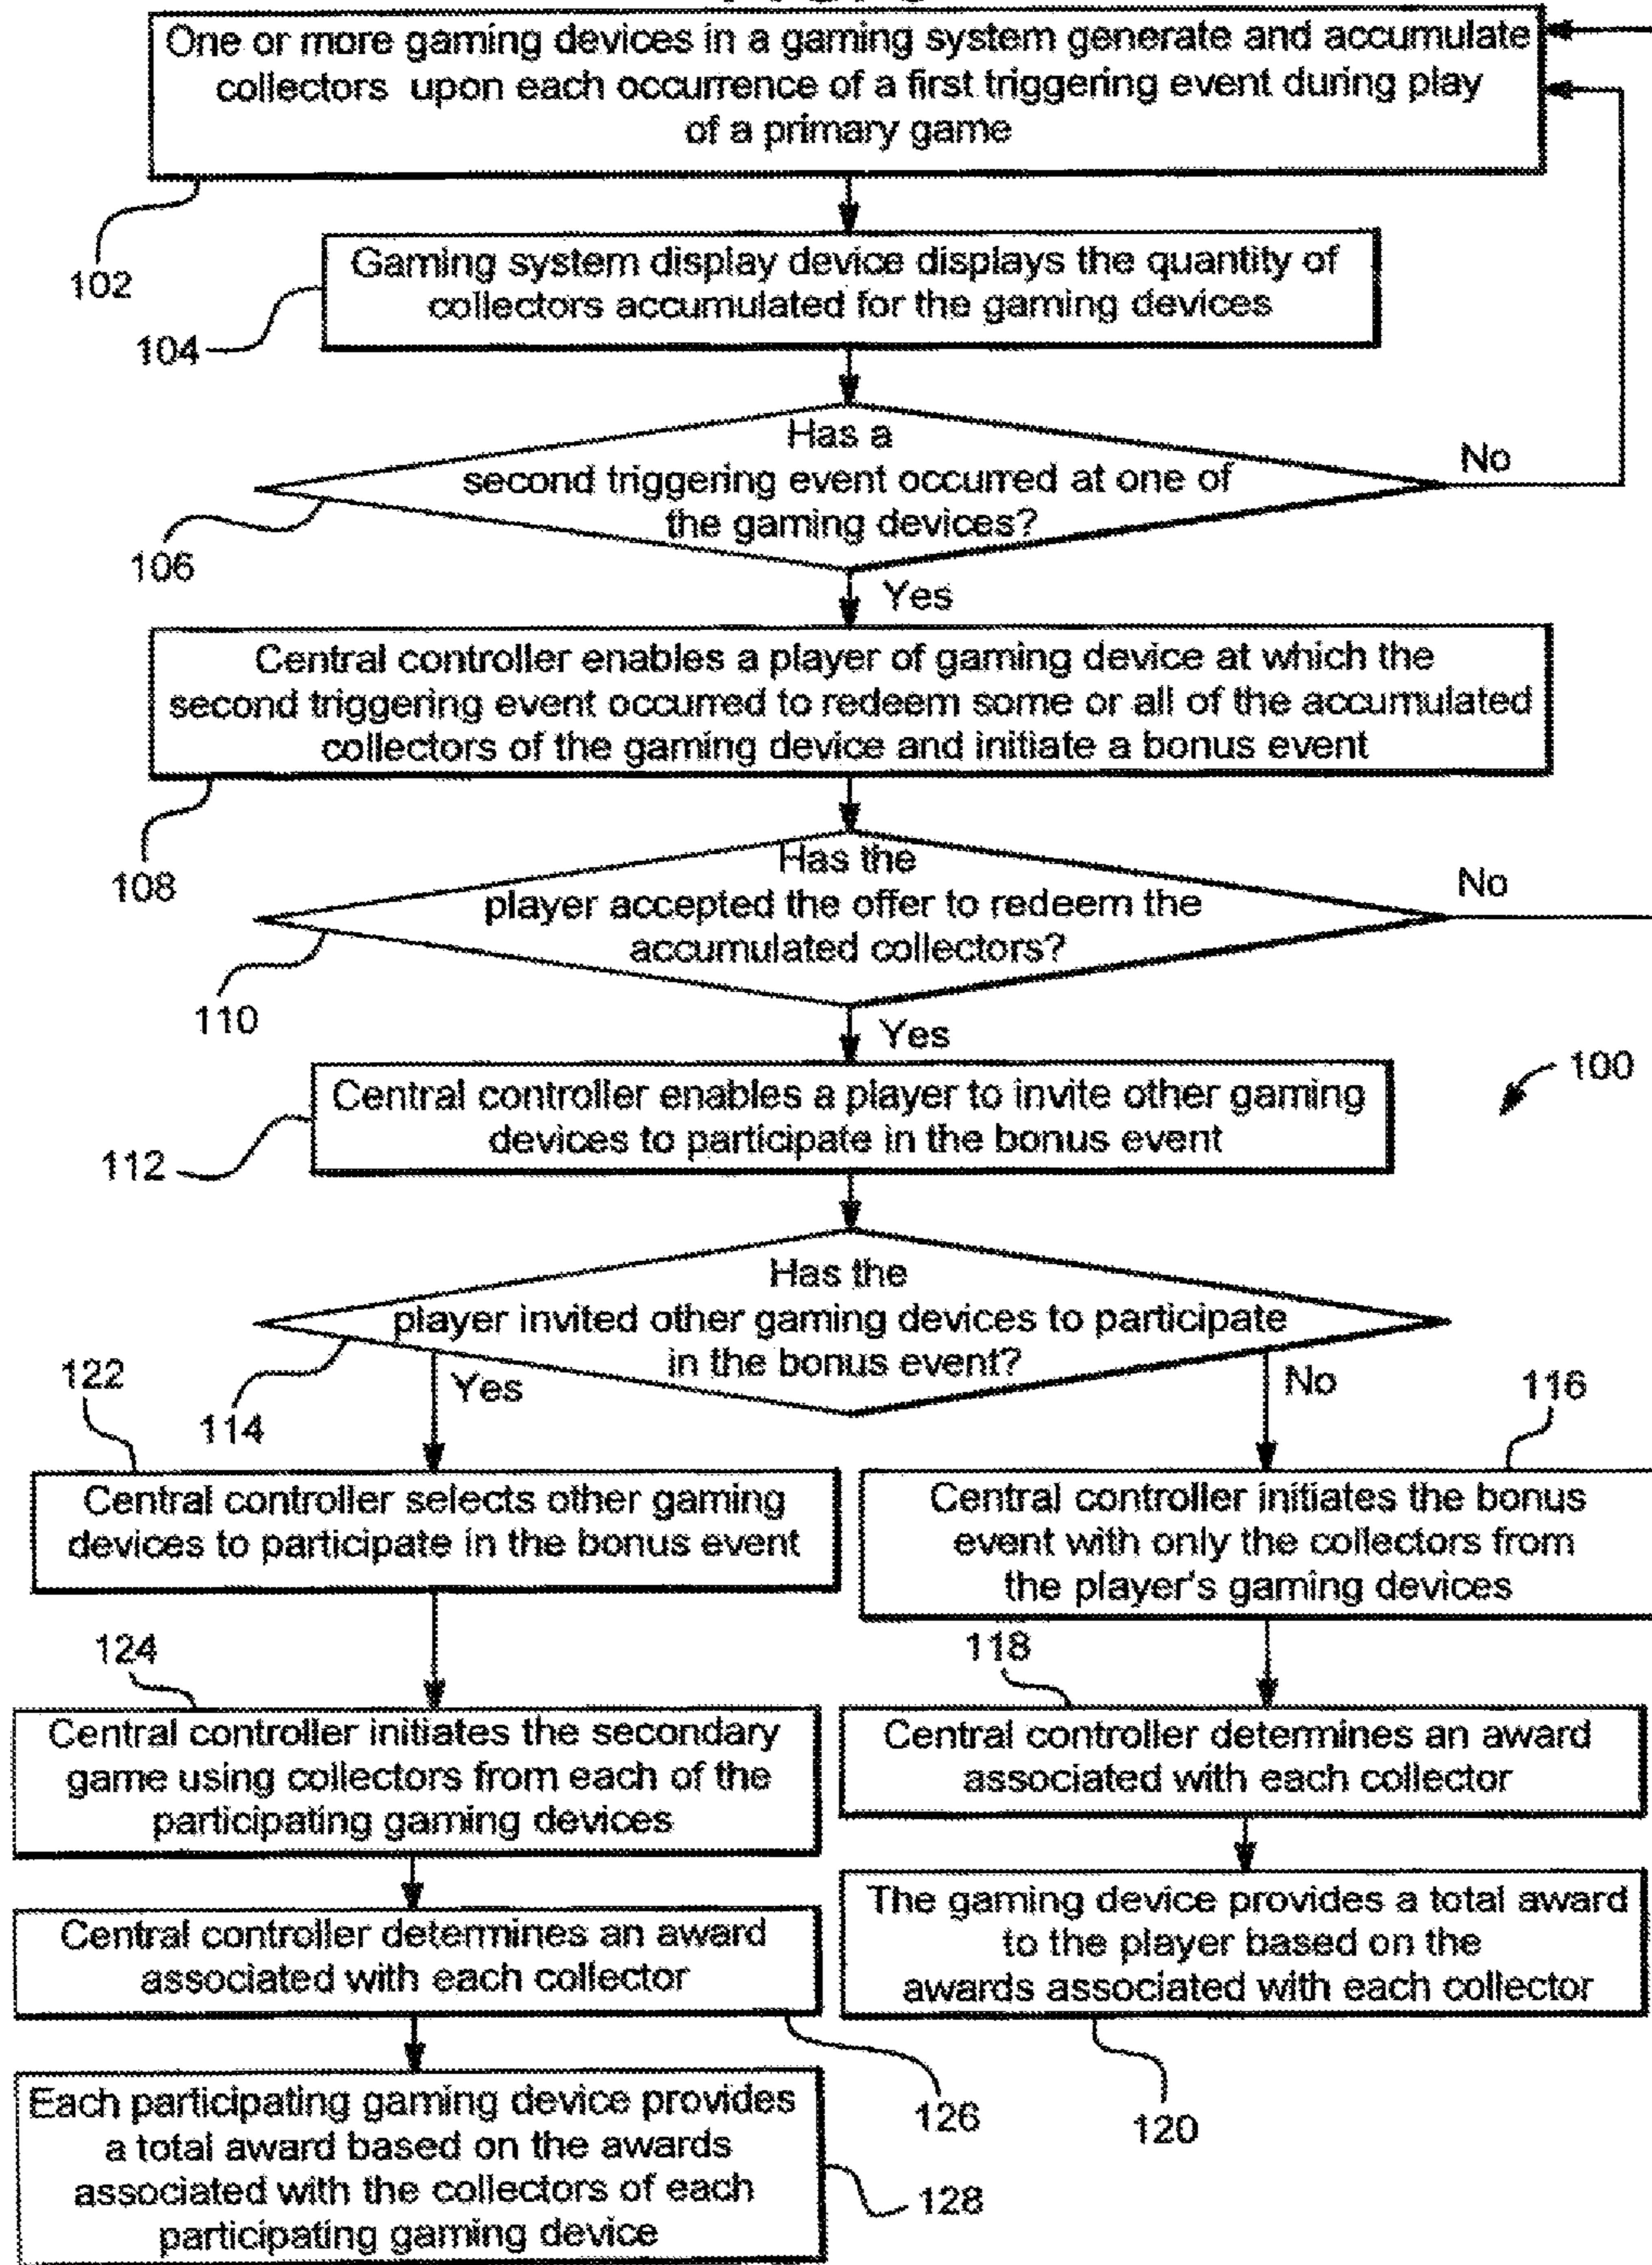 One or more gaming devices in a gaming system generate and accumulate
collectors upon each occurrence of a first triggering event during play
of a primary game
102
Gaming system display device displays the quantity of
collectors accumulated for the gaming devices
104
Has a
second triggering event occurred at one of
the gaming devices?
No
106
Yes
Central controller enables a player of gaming device at which the
second triggering event occurred to redeem some or all of the accumulated
collectors of the gaming device and initiate a bonus event
108
Has the
player accepted the offer to redeem the
accumulated collectors?
No
110
Yes
100
Central controller enables a player to invite other gaming
devices to participate in the bonus event
112
Has the
player invited other gaming devices to participate
in the bonus event?
114
Yes
No
122
Central controller selects other gaming
devices to participate in the bonus event
116
Central controller initiates the bonus
event with only the collectors from
the player's gaming devices
124
Central controller initiates the secondary
game using collectors from each of the
participating gaming devices
118
Central controller determines an award
associated with each collector
Central controller determines an award
associated with each collector
126
The gaming device provides a total award
to the player based on the
awards associated with each collector
120
Each participating gaming device provides
a total award based on the awards
associated with the collectors of each
participating gaming device
128